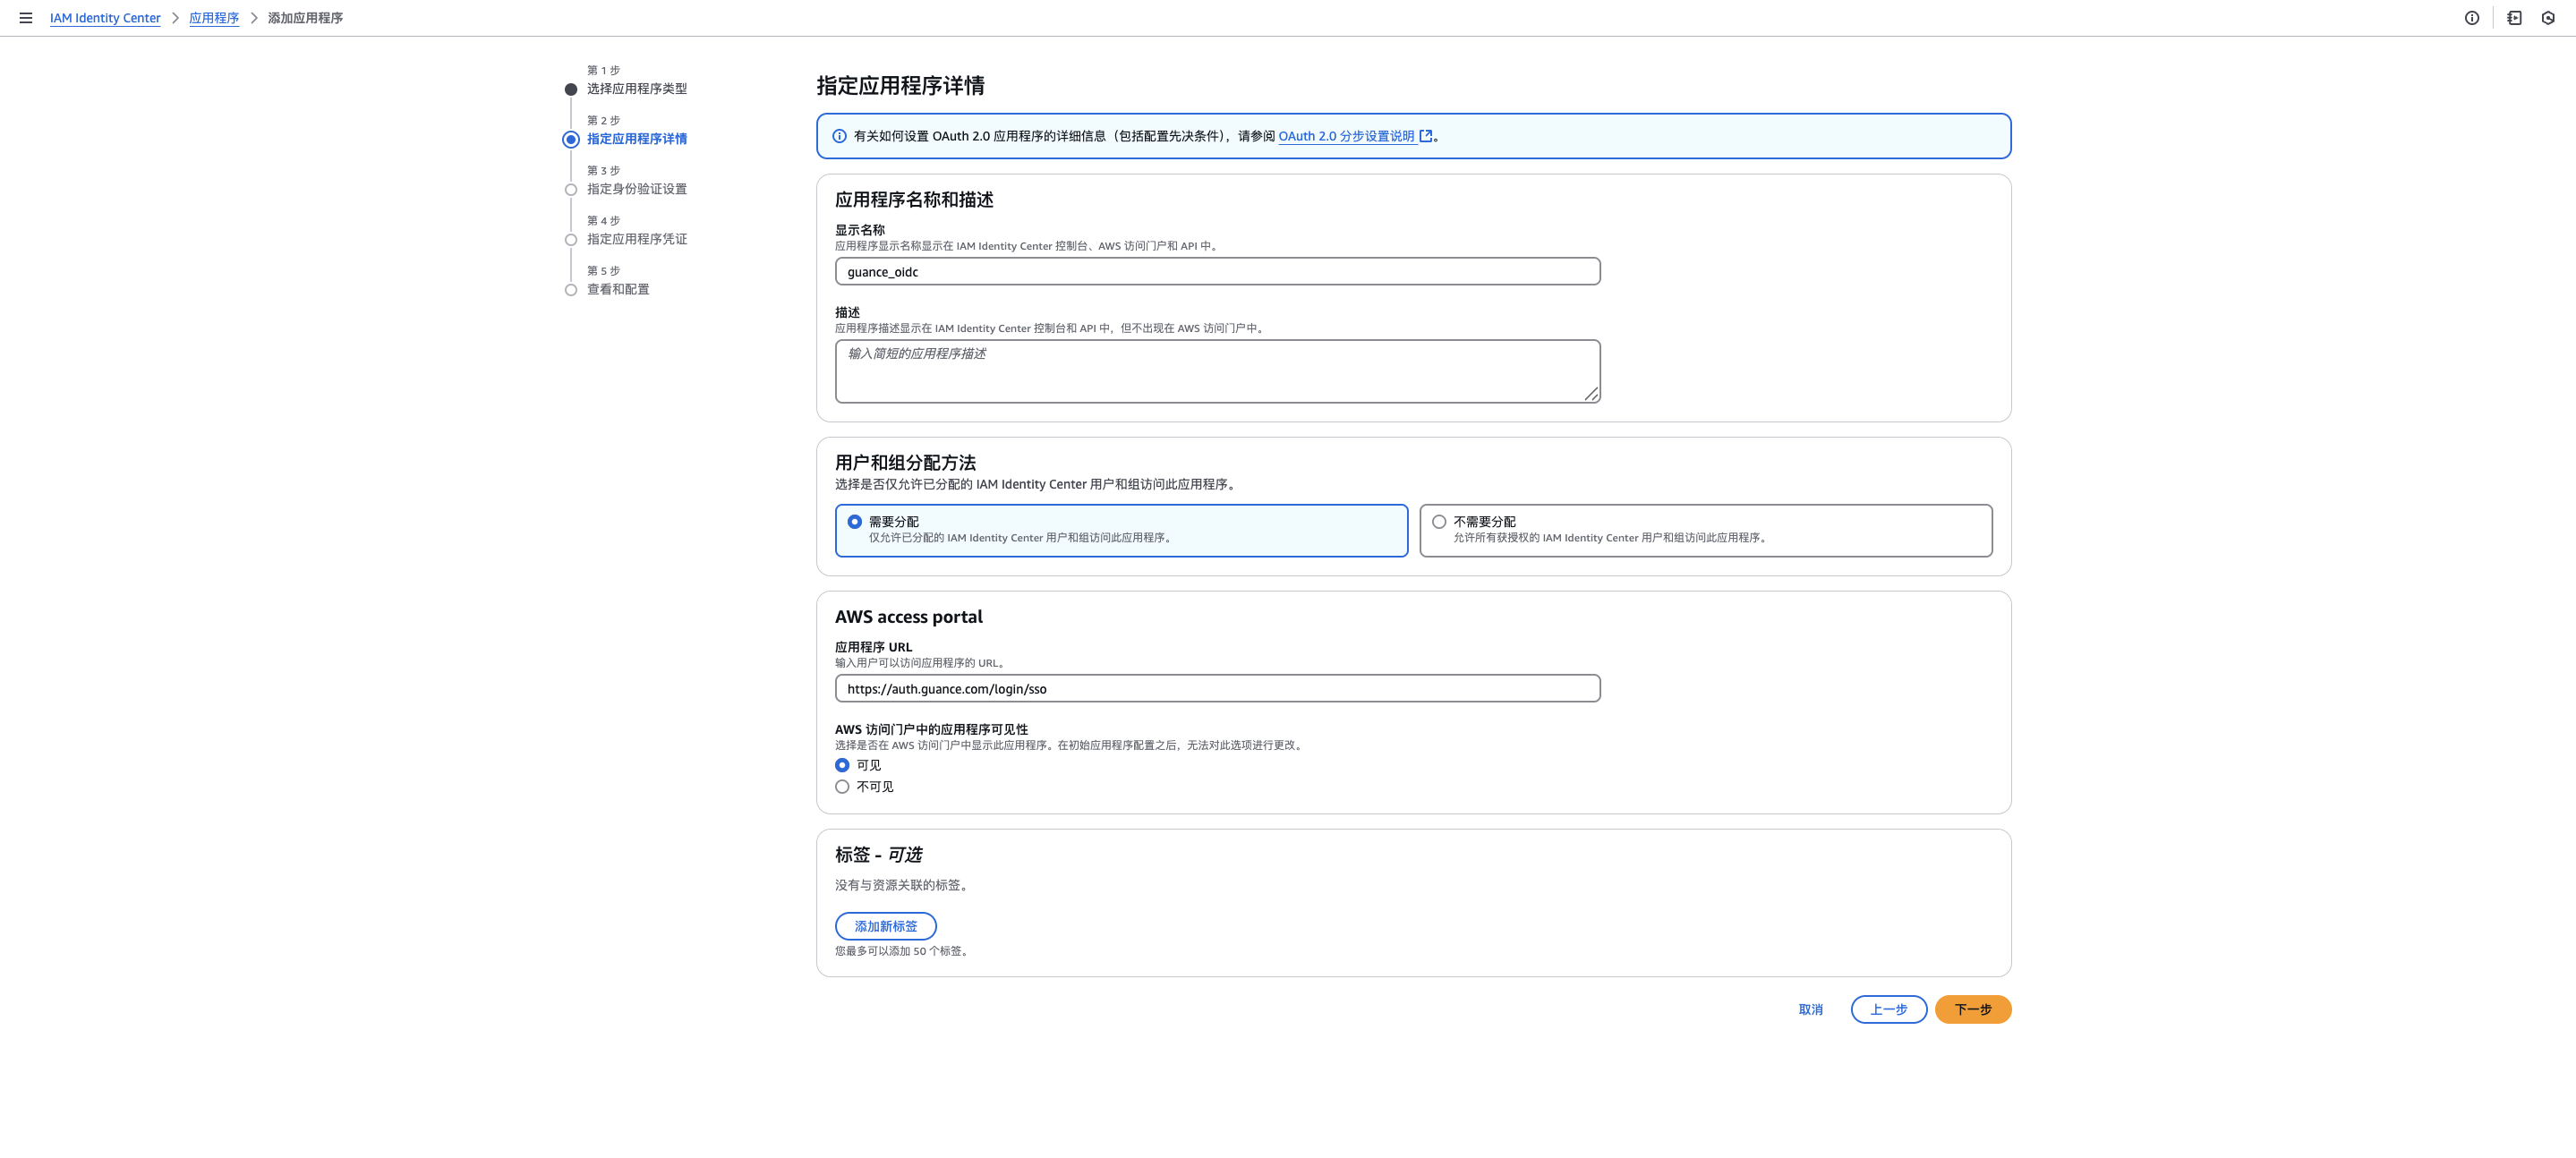 IAM Identity Center > 应用程序 > 添加应用程序
第 1 步
选择应用程序类型
第 2 步
指定应用程序详情
第 3 步
指定身份验证设置
第 4 步
指定应用程序凭证
第 5 步
查看和配置
指定应用程序详情
有关如何设置 OAuth 2.0 应用程序的详细信息（包括配置先决条件），请参阅 OAuth 2.0 分步设置说明。
应用程序名称和描述
显示名称
应用程序显示名称显示在 IAM Identity Center 控制台、AWS 访问门户和 API 中。
guance_oidc
描述
应用程序描述显示在 IAM Identity Center 控制台和 API 中，但不出现在 AWS 访问门户中。
输入简短的应用程序描述
用户和组分配方法
选择是否仅允许已分配的 IAM Identity Center 用户和组访问此应用程序。
需要分配
仅允许已分配的 IAM Identity Center 用户和组访问此应用程序。
不需要分配
允许所有获授权的 IAM Identity Center 用户和组访问此应用程序。
AWS access portal
应用程序 URL
输入用户可以访问应用程序的 URL。
https://auth.guance.com/login/sso
AWS 访问门户中的应用程序可见性
选择是否在 AWS 访问门户中显示此应用程序。在初始应用程序配置之后，无法对此选项进行更改。
可见
不可见
标签 - 可选
没有与资源关联的标签。
添加新标签
您最多可以添加 50 个标签。
取消
上一步
下一步